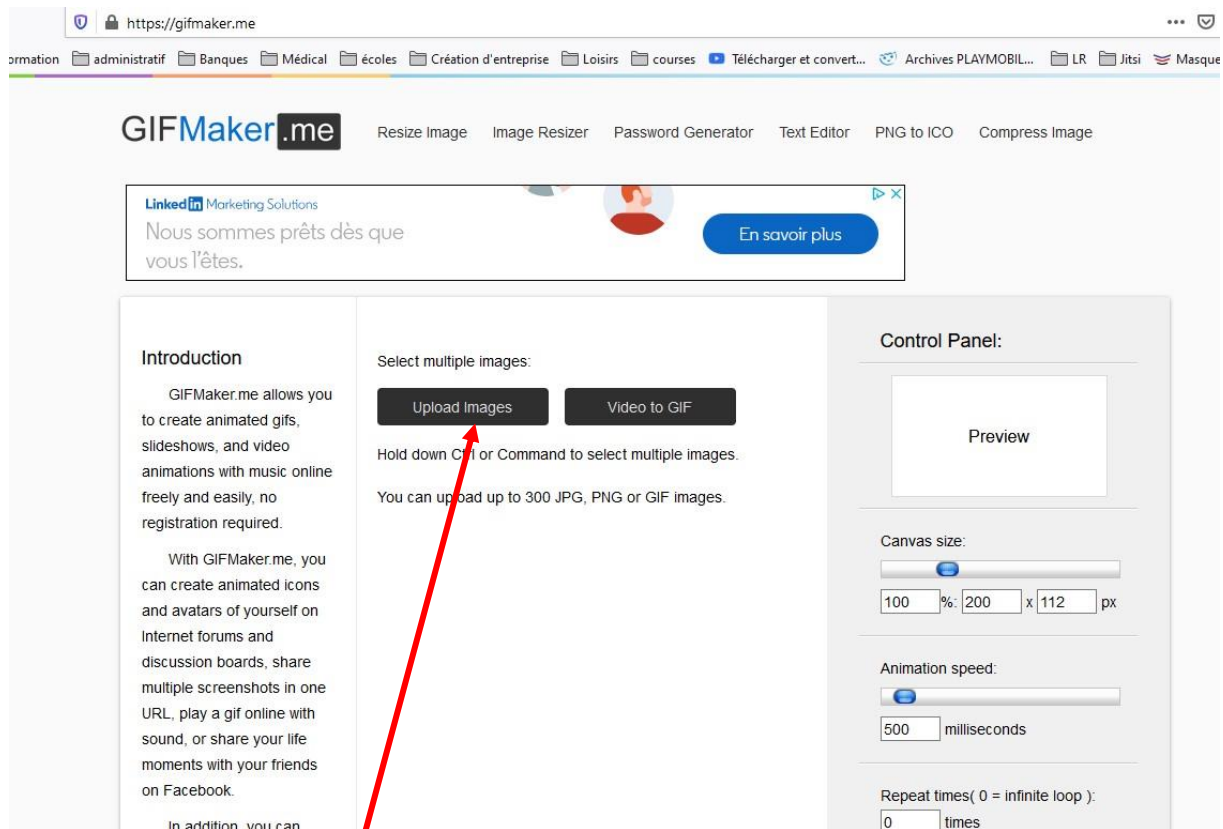 https://gifmaker.me
ormation administratif Banques Médical écoles Création d'entreprise Loisirs courses Télécharger et convert... Archives PLAYMOBIL... LR Jitsi Masque
GIFMaker.me Resize Image Image Resizer Password Generator Text Editor PNG to ICO Compress Image
Linked in Marketing Solutions
Nous sommes prêts dès que
vous l'êtes.
En savoir plus
Introduction
GIFMaker.me allows you
to create animated gifs,
slideshows, and video
animations with music online
freely and easily, no
registration required.
With GIFMaker.me, you
can create animated icons
and avatars of yourself on
Internet forums and
discussion boards, share
multiple screenshots in one
URL, play a gif online with
sound, or share your life
moments with your friends
on Facebook.
In addition, you can
Select multiple images:
Upload Images Video to GIF
Hold down Ctrl or Command to select multiple images.
You can upload up to 300 JPG, PNG or GIF images.
Control Panel:
Preview
Canvas size:
100 %: 200 x 112 px
Animation speed:
500 milliseconds
Repeat times( 0 = infinite loop ):
0 times